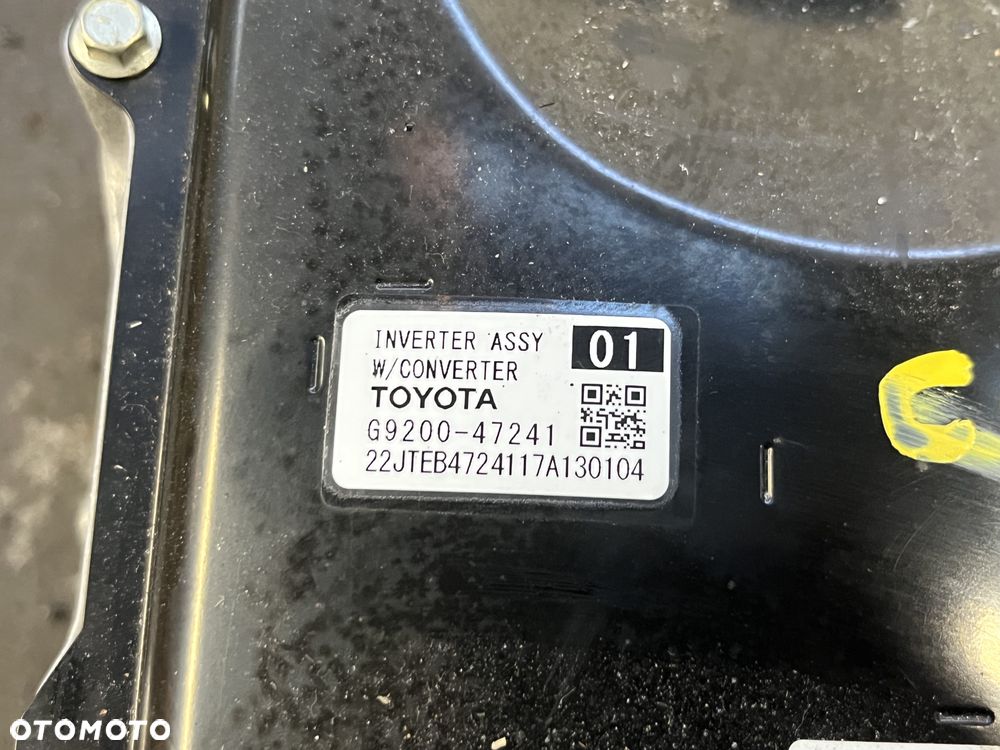 INVERTER ASSY 01
W/CONVERTER
TOYOTA
G9200-47241
22JTEB4724117A130104
OTOMOTO